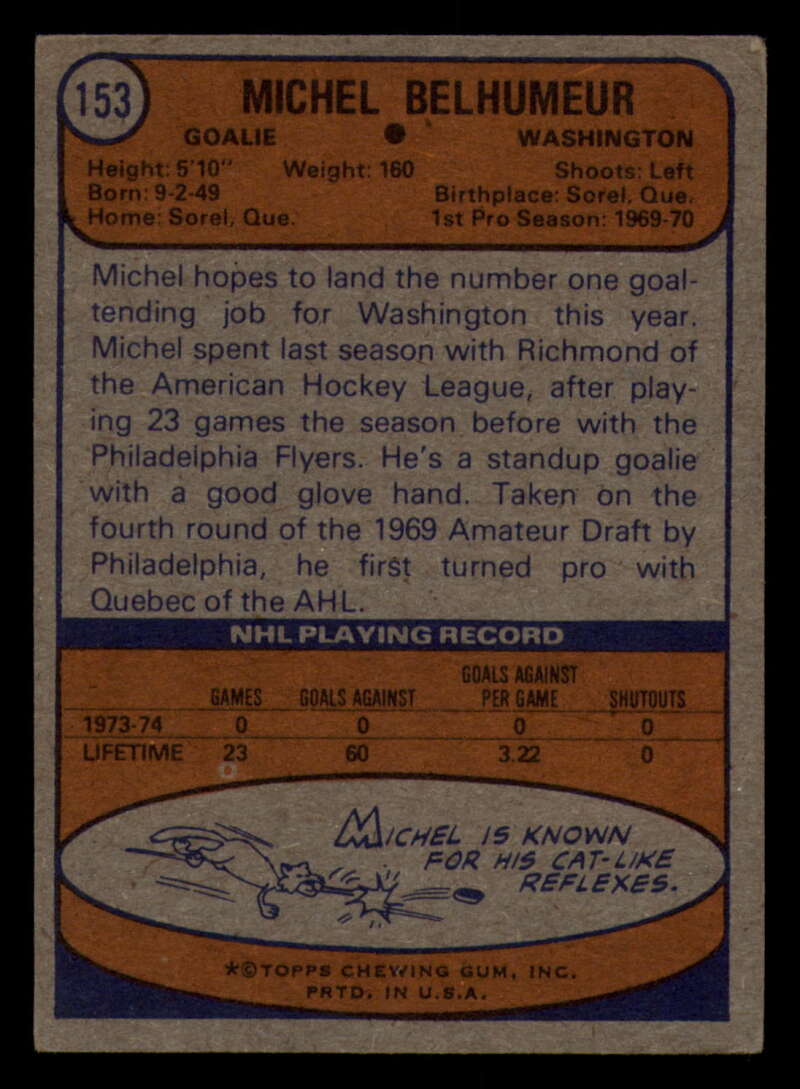 153
MICHEL BELHUMEUR
GOALIE ● WASHINGTON
Height: 5'10" Weight: 160 Shoots: Left
Born: 9-2-49 Birthplace: Sorel, Que.
Home: Sorel, Que. 1st Pro Season: 1969-70
Michel hopes to land the number one goal-
tending job for Washington this year.
Michel spent last season with Richmond of
the American Hockey League, after play-
ing 23 games the season before with the
Philadelphia Flyers. He's a standup goalie
with a good glove hand. Taken on the
fourth round of the 1969 Amateur Draft by
Philadelphia, he first turned pro with
Quebec of the AHL.
NHL PLAYING RECORD
GAMES GOALS AGAINST GOALS AGAINST PER GAME SHUTOUTS
1973-74 0 0 0 0
LIFETIME 23 60 3.22 0
MICHEL IS KNOWN
FOR HIS CAT-LIKE
REFLEXES.
*©TOPPS CHEWING GUM, INC.
PRTD. IN U.S.A.